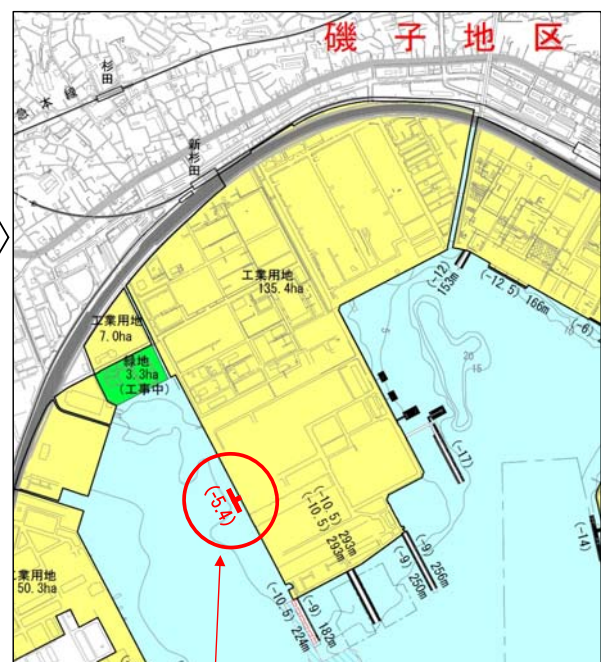 磯子地区
杉田
急本線
新杉田
工業用地
135.4ha
工業用地
7.0ha
緑地
3.3ha
(工事中)
(-12)
153m
(-12.5) 166m
(-6)
10
5
20
15
(-17)
(-5.4)
(-10.5) 293m
(-10.5) 293m
(-9) 256m
(-9) 250m
(-14)
工業用地
50.3ha
(-9) 182m
(-10.5) 224m